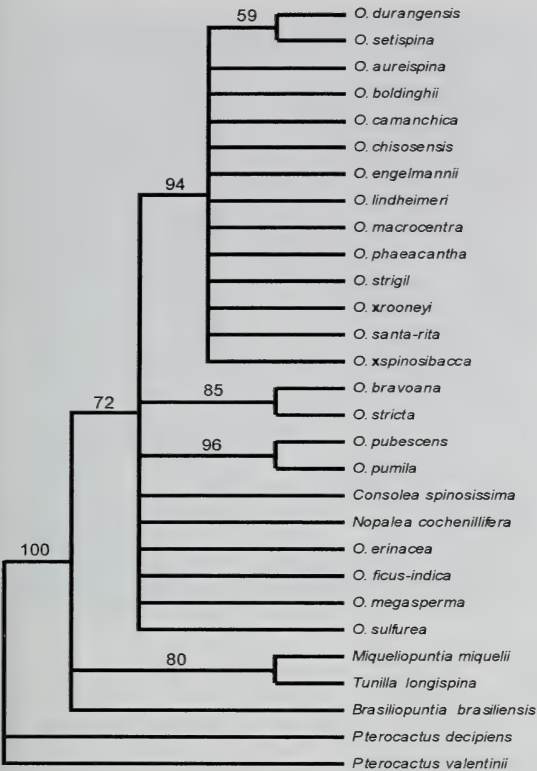 59
O. durangensis
O. setispina
O. aureispina
O. boldinghii
O. camanchica
O. chisosensis
O. engelmannii
94
O. lindheimeri
O. macrocentra
O. phaeacantha
O. strigil
O. xrooneyi
O. santa-rita
O. xspinosibacca
85
O. bravoana
72
O. stricta
96
O. pubescens
O. pumila
Consolea spinosissima
Nopalea cochenillifera
100
O. erinacea
O. ficus-indica
O. megasperma
O. sulfurea
80
Miqueliopuntia miquelii
Tunilla longispina
Brasiliopuntia brasiliensis
Pterocactus decipiens
Pterocactus valentinii